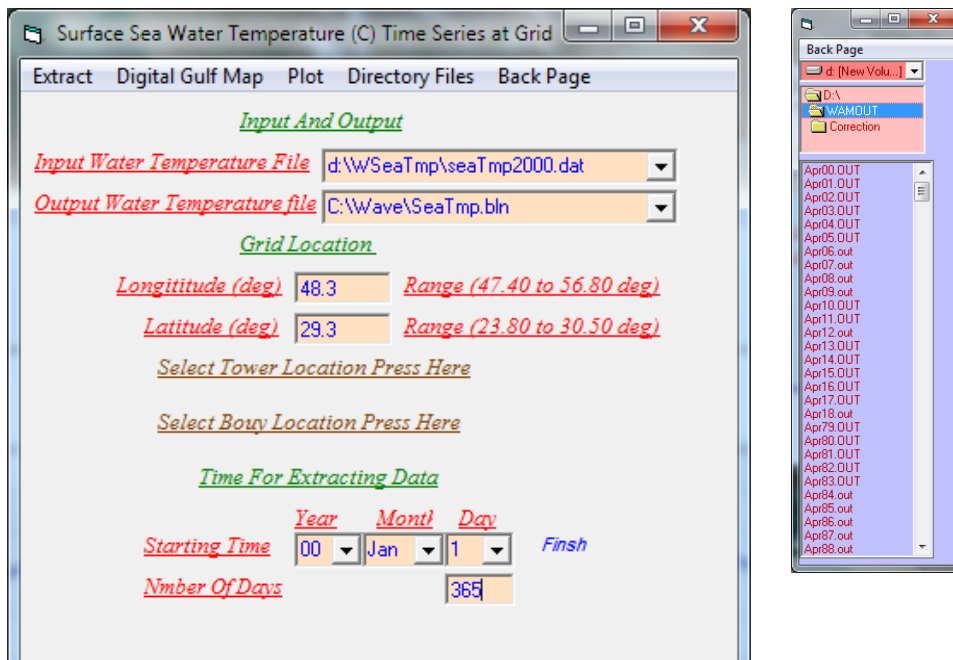 Surface Sea Water Temperature (C) Time Series at Grid
Extract Digital Gulf Map Plot Directory Files Back Page
Input And Output
Input Water Temperature File d:\WSeaTmp\seaTmp2000.dat
Output Water Temperature file C:\Wave\SeaTmp.bln
Grid Location
Longititude (deg) 48.3 Range (47.40 to 56.80 deg)
Latitude (deg) 29.3 Range (23.80 to 30.50 deg)
Select Tower Location Press Here
Select Bouy Location Press Here
Time For Extracting Data
Year Month Day
Starting Time 00 Jan 1 Finsh
Nmber Of Days 365
Back Page
d: [New Volu...]
D:\
WAMOUT
Correction
Apr00.OUT
Apr01.OUT
Apr02.OUT
Apr03.OUT
Apr04.OUT
Apr05.OUT
Apr06.out
Apr07.out
Apr08.out
Apr09.out
Apr10.OUT
Apr11.OUT
Apr12.out
Apr13.OUT
Apr14.OUT
Apr15.OUT
Apr16.OUT
Apr17.OUT
Apr18.out
Apr79.OUT
Apr80.OUT
Apr81.OUT
Apr82.OUT
Apr83.OUT
Apr84.out
Apr85.out
Apr86.out
Apr87.out
Apr88.out